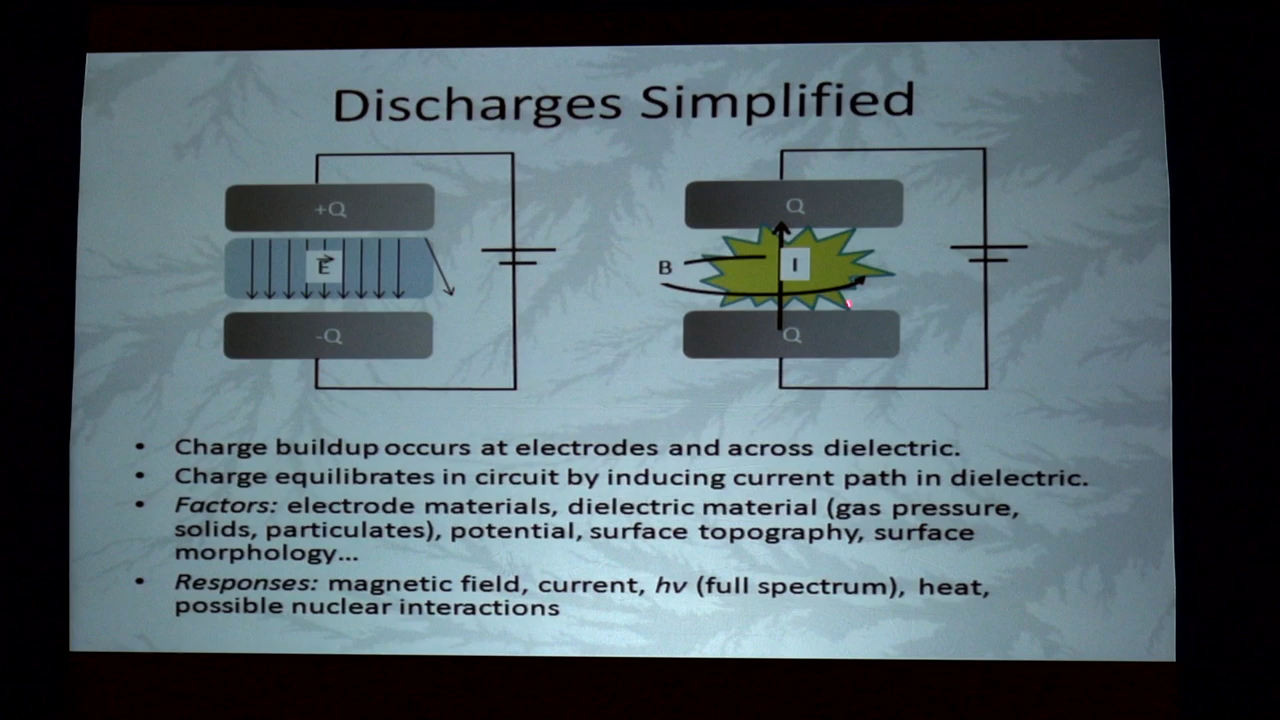 Discharges Simplified
+Q
E
-Q
Q
B
I
Q
• Charge buildup occurs at electrodes and across dielectric.
• Charge equilibrates in circuit by inducing current path in dielectric.
• Factors: electrode materials, dielectric material (gas pressure,
solids, particulates), potential, surface topography, surface
morphology...
• Responses: magnetic field, current, hv (full spectrum), heat,
possible nuclear interactions